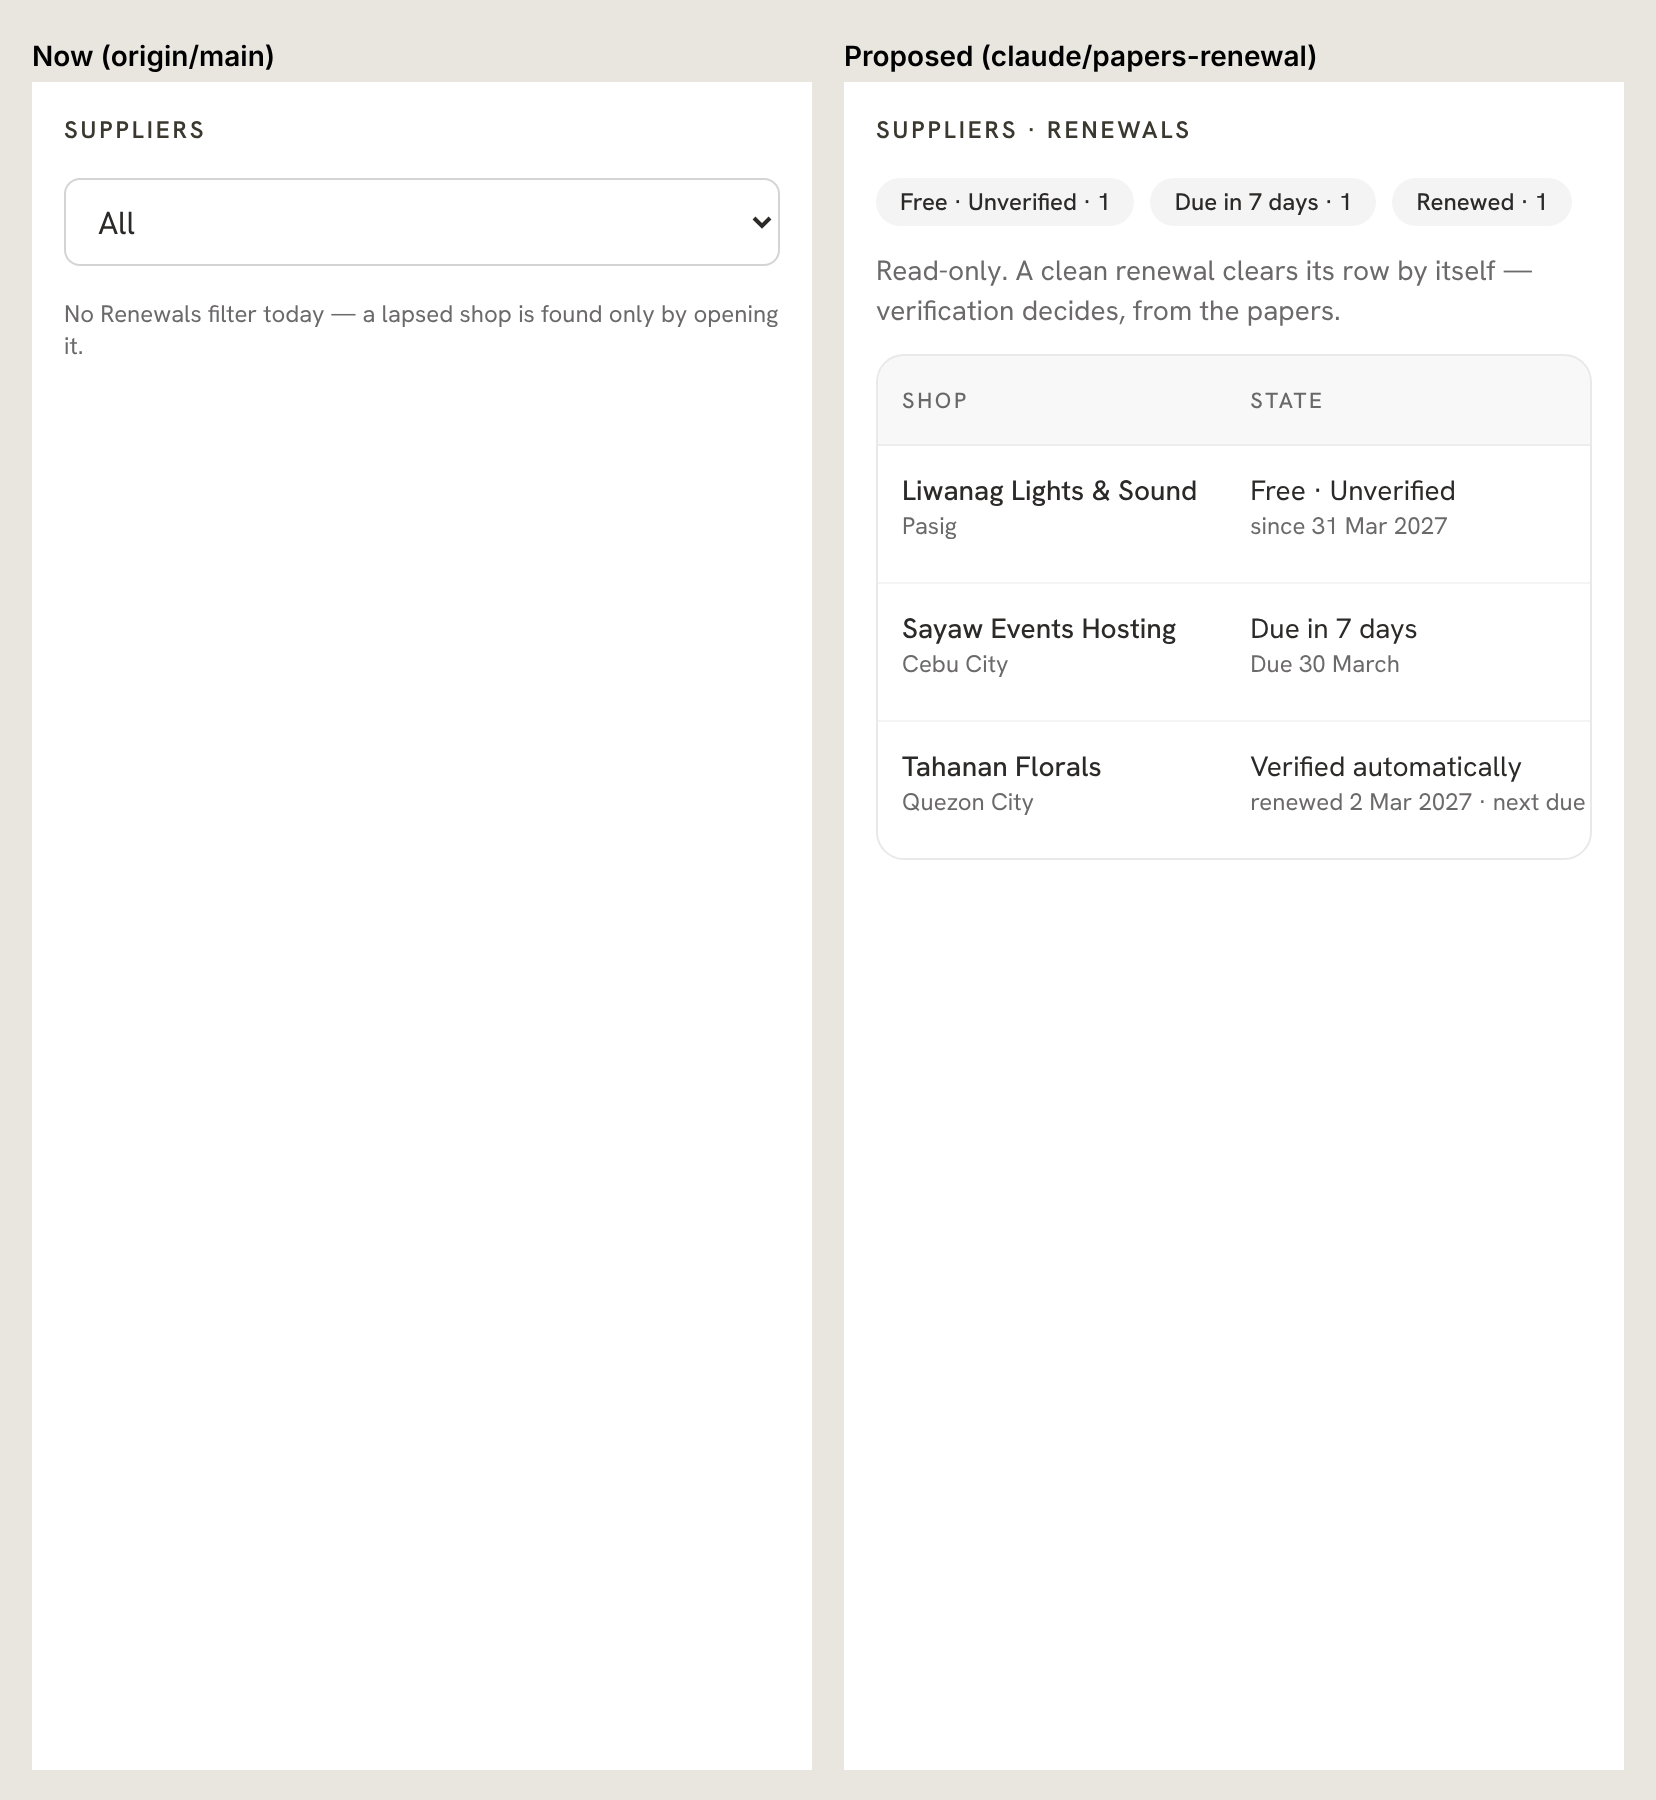 Now (origin/main)
SUPPLIERS
All
No Renewals filter today — a lapsed shop is found only by opening
it.
Proposed (claude/papers-renewal)
SUPPLIERS · RENEWALS
Free · Unverified · 1
Due in 7 days · 1
Renewed · 1
Read-only. A clean renewal clears its row by itself —
verification decides, from the papers.
SHOP
STATE
Liwanag Lights & Sound
Free · Unverified
Pasig
since 31 Mar 2027
Sayaw Events Hosting
Due in 7 days
Cebu City
Due 30 March
Tahanan Florals
Verified automatically
Quezon City
renewed 2 Mar 2027 · next due